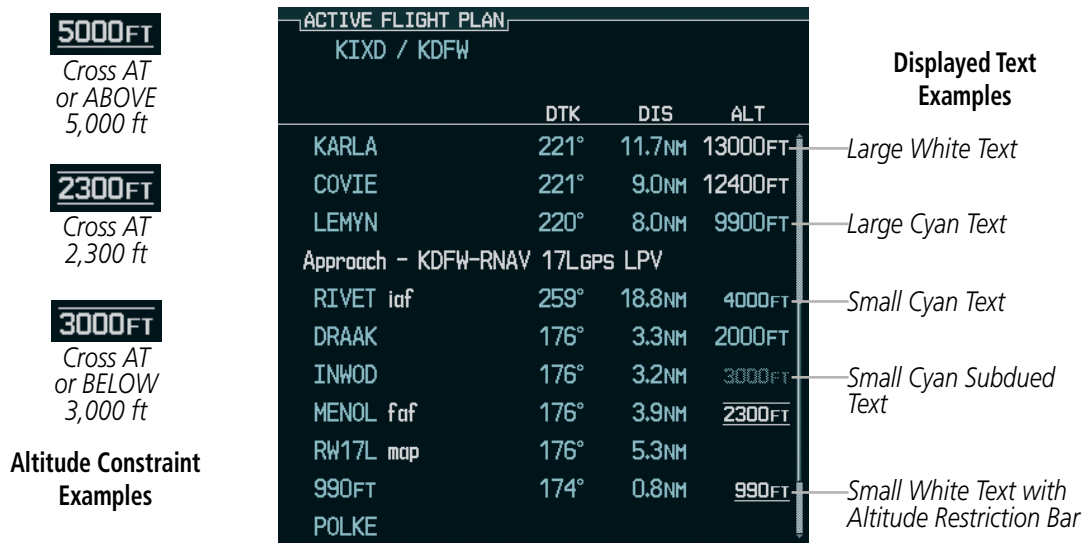 5000FT
Cross AT
or ABOVE
5,000 ft
2300FT
Cross AT
2,300 ft
3000FT
Cross AT
or BELOW
3,000 ft
Altitude Constraint
Examples
ACTIVE FLIGHT PLAN
KIXD / KDFW
DTK DIS ALT
KARLA 221° 11.7NM 13000FT
COVIE 221° 9.0NM 12400FT
LEMYN 220° 8.0NM 9900FT
Approach – KDFW-RNAV 17LGPS LPV
RIVET iaf 259° 18.8NM 4000FT
DRAAK 176° 3.3NM 2000FT
INWOD 176° 3.2NM 3000FT
MENOL faf 176° 3.9NM 2300FT
RW17L map 176° 5.3NM
990FT 174° 0.8NM 990FT
POLKE
Displayed Text
Examples
Large White Text
Large Cyan Text
Small Cyan Text
Small Cyan Subdued
Text
Small White Text with
Altitude Restriction Bar